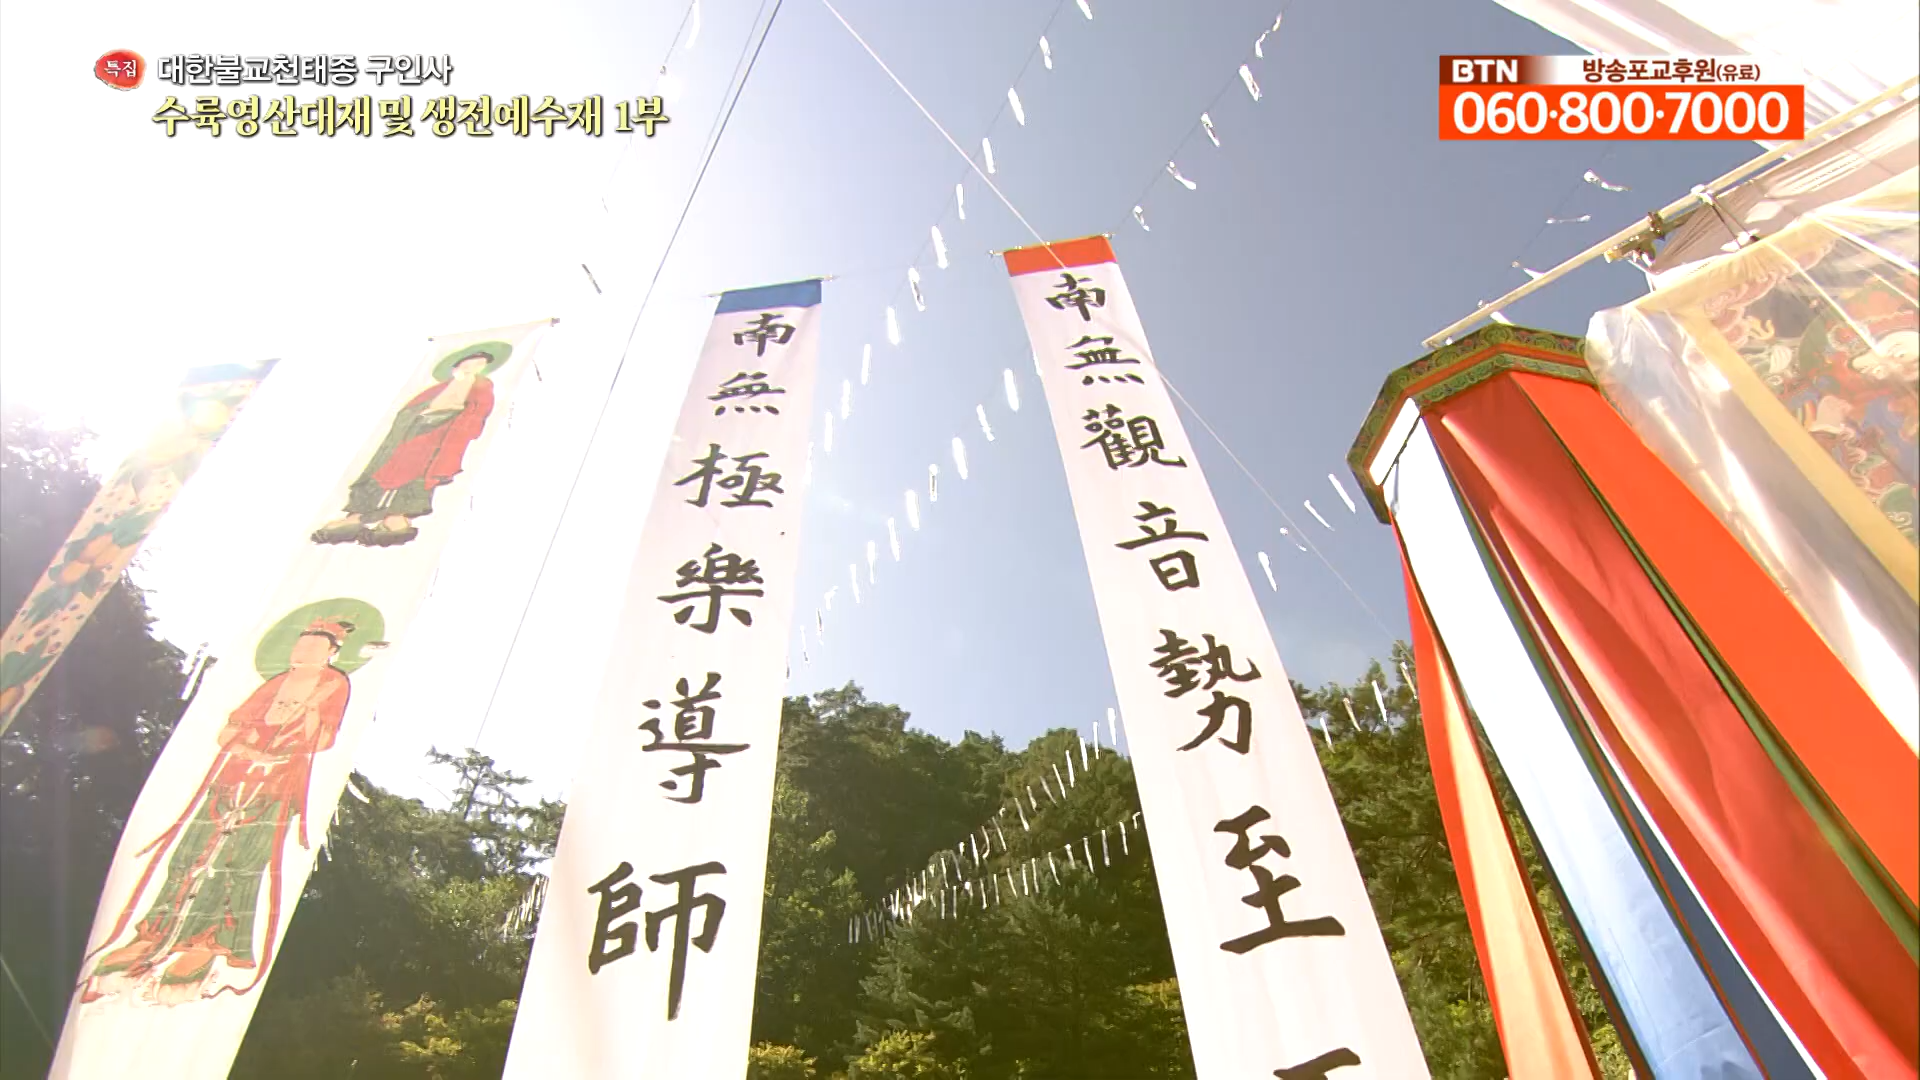 특집 대한불교천태종 구인사
수륙영산대재 및 생전예수재 1부
BTN 방송포교후원(유료)
060·800·7000
南無極樂導師
南無觀音勢至